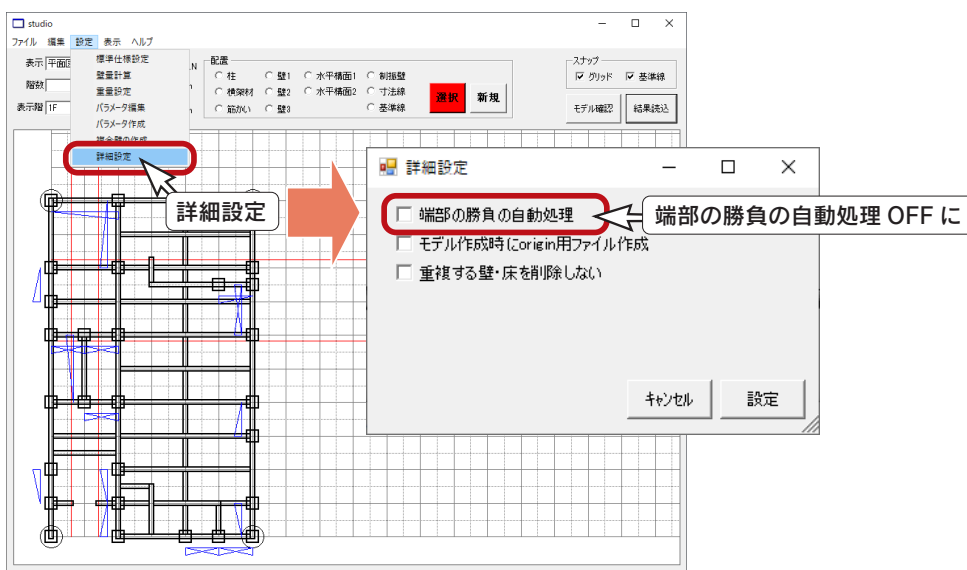 studio
ファイル 編集 設定 表示 ヘルプ
表示 平面図
階数
表示階 1F
標準仕様設定
壁量計算
重量設定
パラメータ編集
パラメータ作成
複合壁の作成
詳細設定
配置
柱 壁1 水平構面1 制振壁
横架材 壁2 水平構面2 寸法線
筋かい 壁3 基準線
選択 新規
スナップ
グリッド 基準線
モデル確認 結果読込
詳細設定
詳細設定
端部の勝負の自動処理
モデル作成時にorigin用ファイル作成
重複する壁・床を削除しない
キャンセル 設定
端部の勝負の自動処理 OFF に